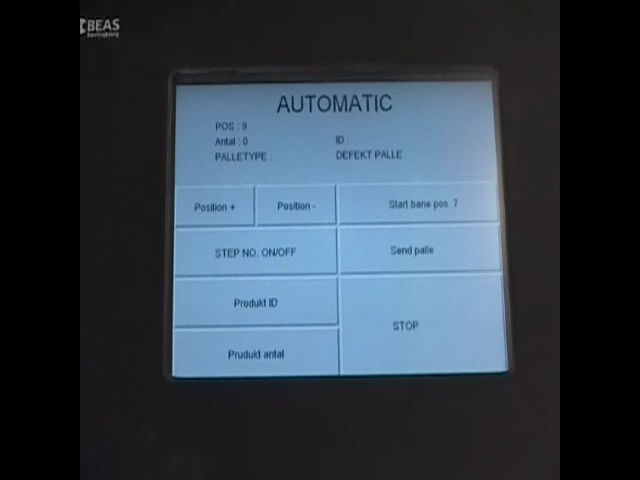 BEAS
AUTOMATIC
POS : 9
Antal : 0
ID :
PALLETYPE :
DEFEKT PALLE
Position +
Position -
Start bane pos. 7
STEP NO. ON/OFF
Send palle
Produkt ID
STOP
Prudukt antal